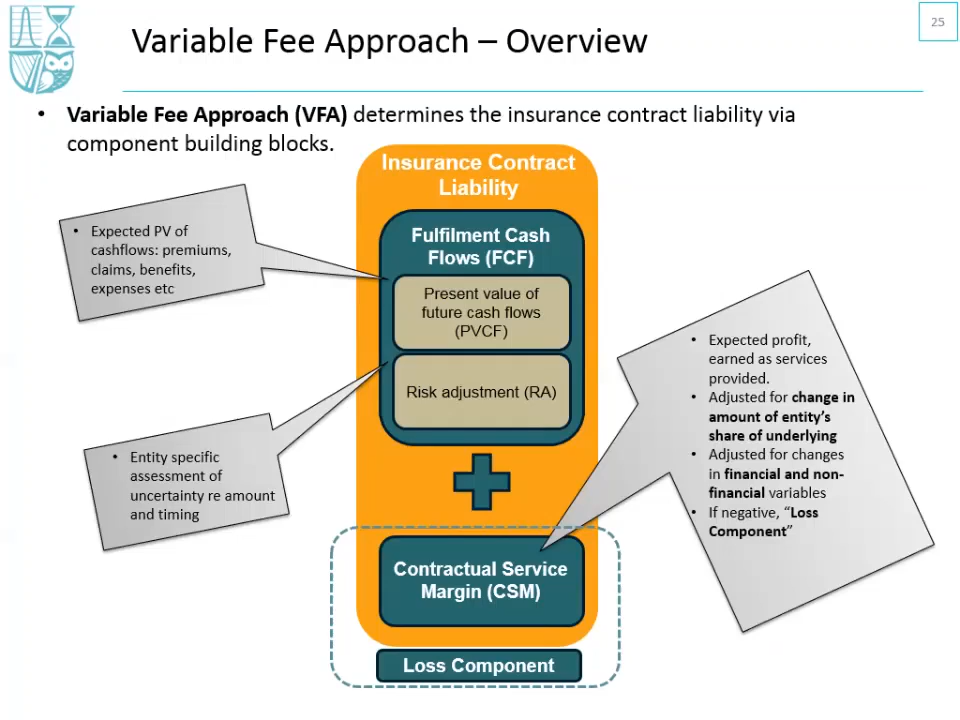 25
Variable Fee Approach – Overview
• Variable Fee Approach (VFA) determines the insurance contract liability via
component building blocks.
Insurance Contract
Liability
Fulfilment Cash
Flows (FCF)
Present value of
future cash flows
(PVCF)
Risk adjustment (RA)
Contractual Service
Margin (CSM)
Loss Component
• Expected PV of
cashflows: premiums,
claims, benefits,
expenses etc
• Entity specific
assessment of
uncertainty re amount
and timing
• Expected profit,
earned as services
provided.
• Adjusted for change in
amount of entity’s
share of underlying
• Adjusted for changes
in financial and non-
financial variables
• If negative, “Loss
Component”